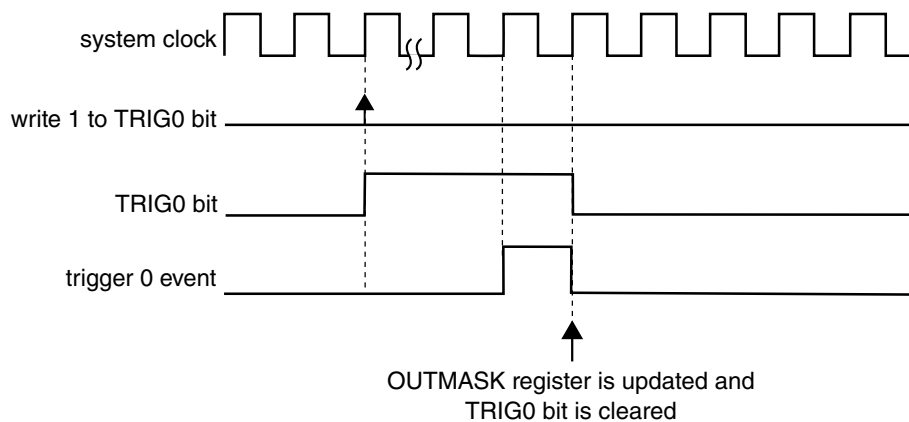 system clock
write 1 to TRIG0 bit
TRIG0 bit
trigger 0 event
OUTMASK register is updated and
TRIG0 bit is cleared